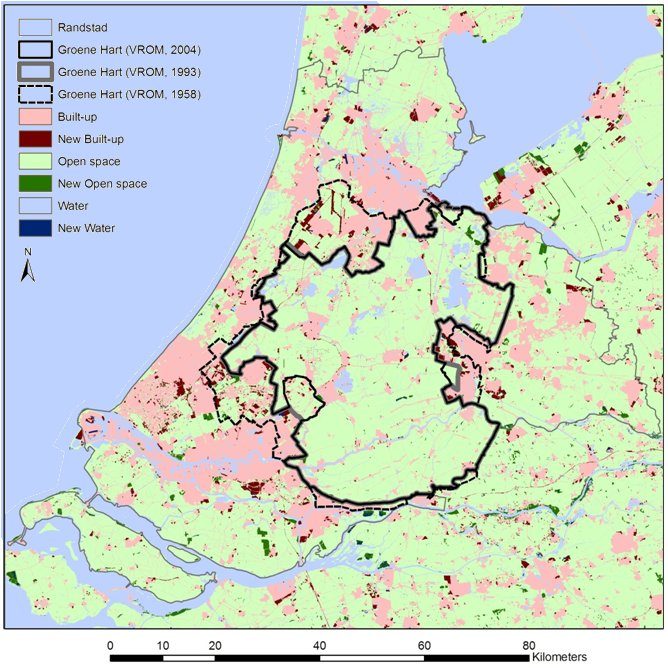 Randstad
Groene Hart (VROM, 2004)
Groene Hart (VROM, 1993)
Groene Hart (VROM, 1958)
Built-up
New Built-up
Open space
New Open space
Water
New Water
N
0 20 40 60 80
Kilometers